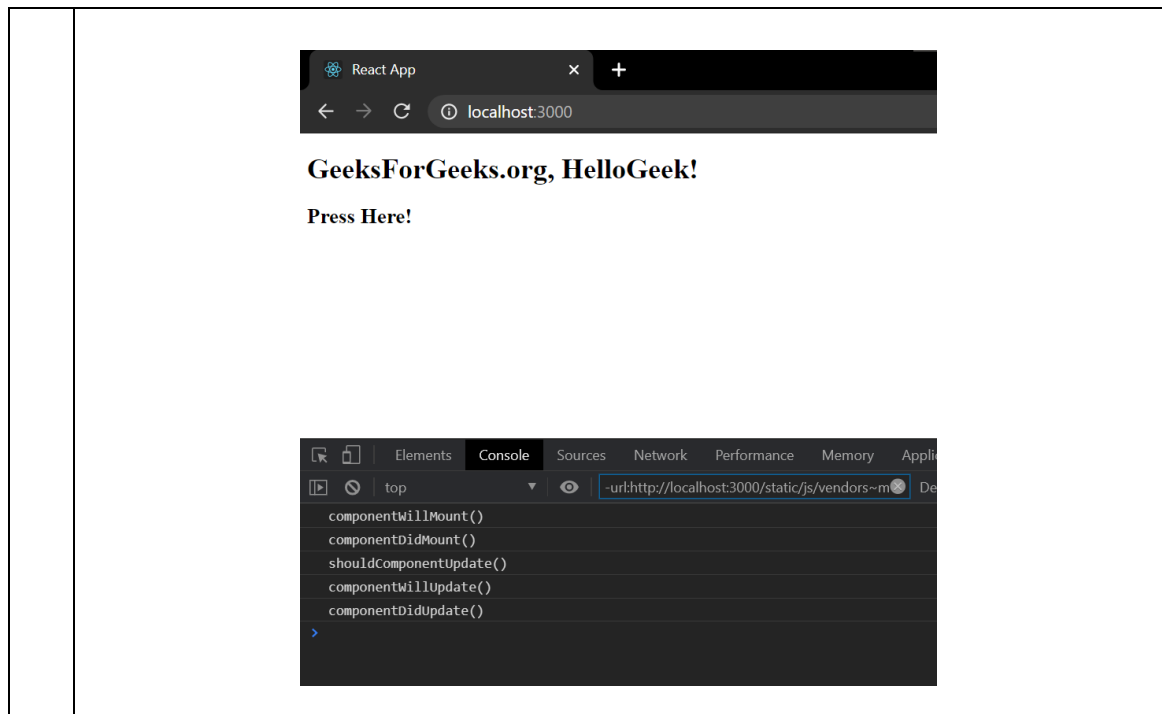 React App
localhost:3000
GeeksForGeeks.org, HelloGeek!
Press Here!
Elements Console Sources Network Performance Memory Applic
top -url:http://localhost:3000/static/js/vendors~m De
componentWillMount()
componentDidMount()
shouldComponentUpdate()
componentWillUpdate()
componentDidUpdate()